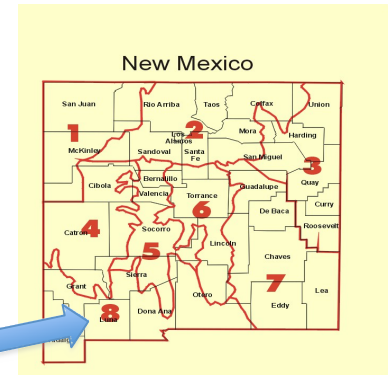 New Mexico
San Juan
Rio Arriba
Taos
Colfax
Union
1
2
Los Alamos
Mora
Harding
McKinley
Sandoval
Santa
Fe
San Miguel
3
Quay
Bernalillo
Cibola
Valencia
Guadalupe
Torrance
Curry
6
De Baca
Roosevelt
Catron
4
Socorro
Lincoln
5
Chaves
Sierra
7
Grant
Otero
Lea
8
Luna
Dona Ana
Eddy